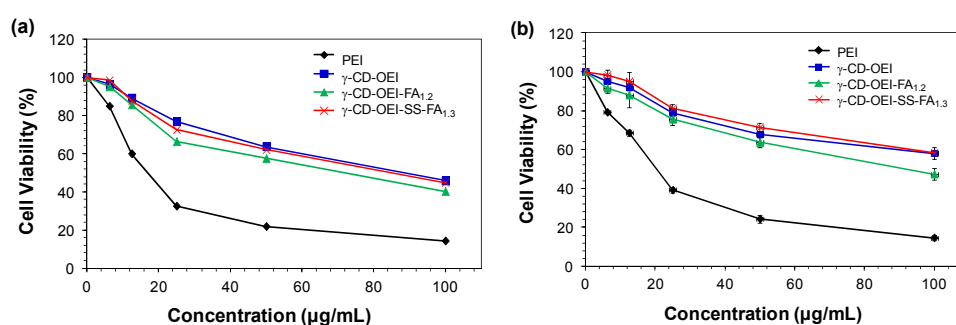 (a)
120
100
80
60
40
20
0
Cell Viability (%)
PEI
γ-CD-OEI
γ-CD-OEI-FA1.2
γ-CD-OEI-SS-FA1.3
0 20 40 60 80 100
Concentration (µg/mL)
(b)
120
100
80
60
40
20
0
Cell Viability (%)
PEI
γ-CD-OEI
γ-CD-OEI-FA1.2
γ-CD-OEI-SS-FA1.3
0 20 40 60 80 100
Concentration (µg/mL)